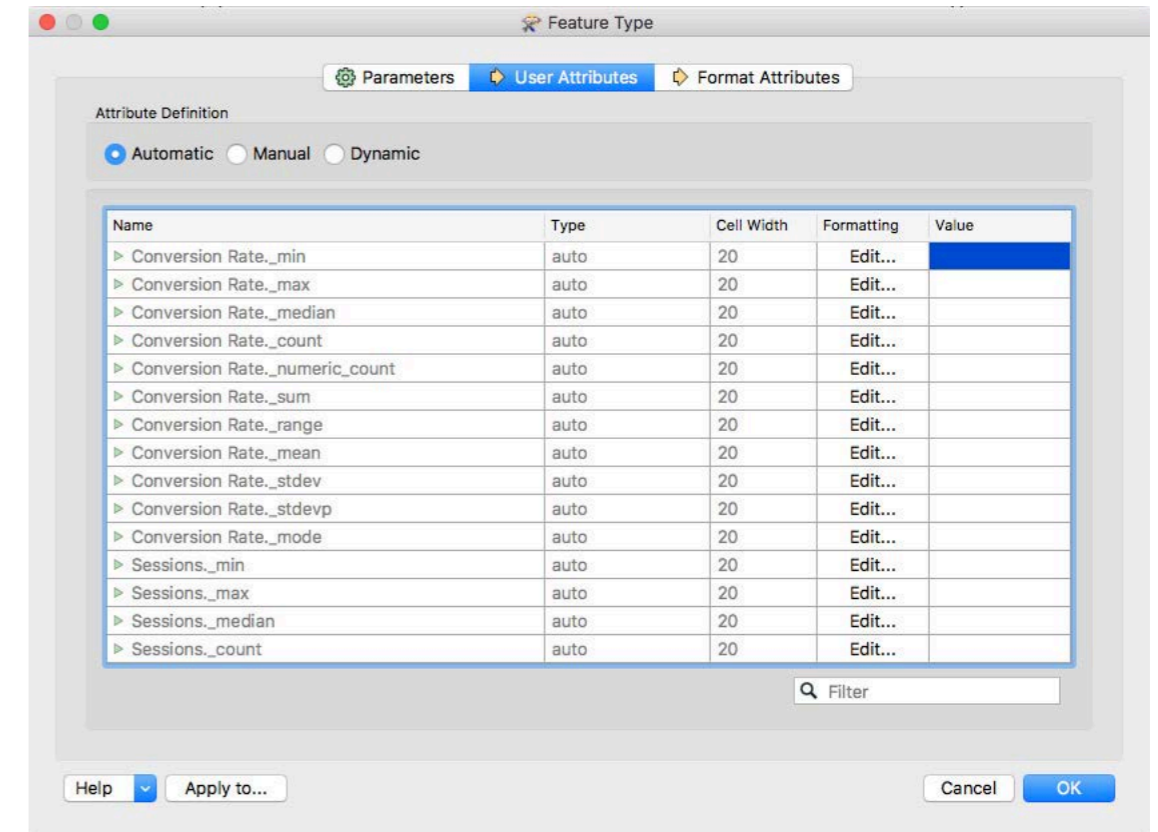 Feature Type
Parameters User Attributes Format Attributes
Attribute Definition
Automatic Manual Dynamic
Name Type Cell Width Formatting Value
Conversion Rate._min auto 20 Edit...
Conversion Rate._max auto 20 Edit...
Conversion Rate._median auto 20 Edit...
Conversion Rate._count auto 20 Edit...
Conversion Rate._numeric_count auto 20 Edit...
Conversion Rate._sum auto 20 Edit...
Conversion Rate._range auto 20 Edit...
Conversion Rate._mean auto 20 Edit...
Conversion Rate._stdev auto 20 Edit...
Conversion Rate._stdevp auto 20 Edit...
Conversion Rate._mode auto 20 Edit...
Sessions._min auto 20 Edit...
Sessions._max auto 20 Edit...
Sessions._median auto 20 Edit...
Sessions._count auto 20 Edit...
Filter
Help Apply to... Cancel OK